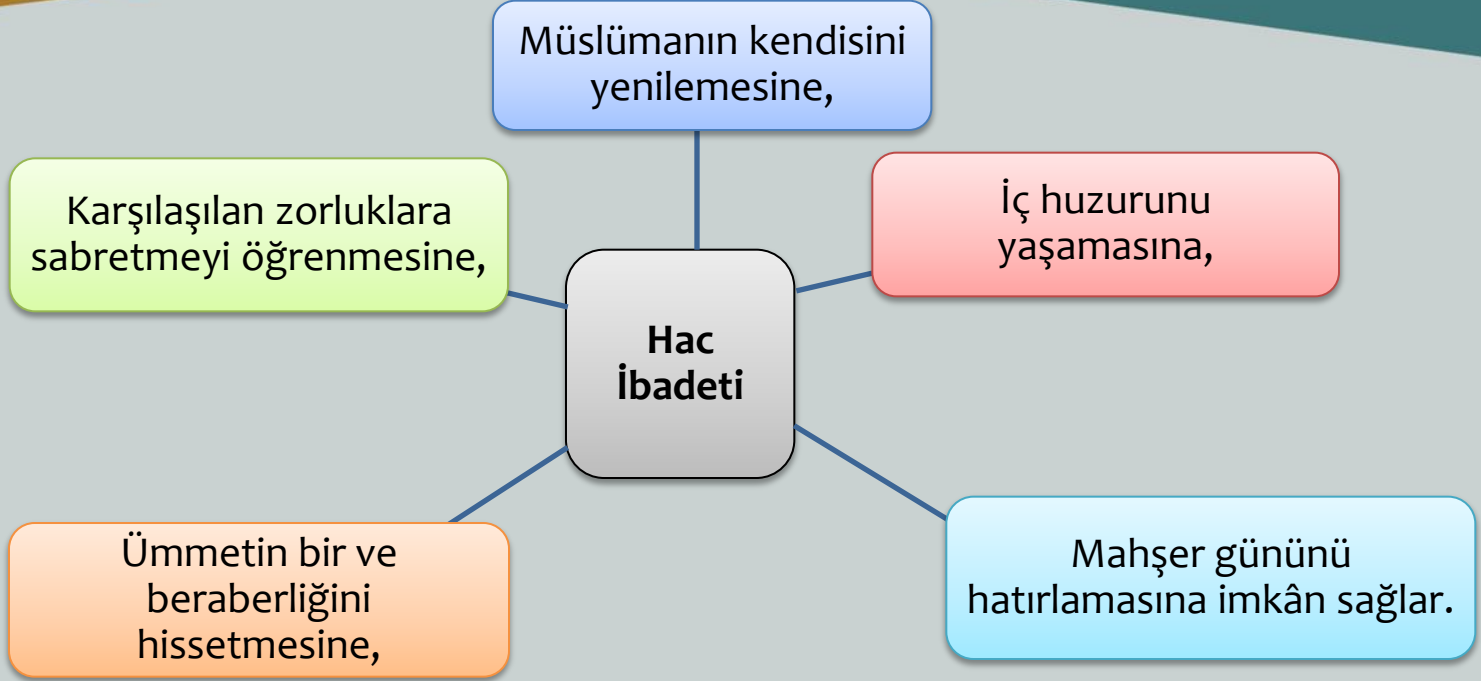 Müslümanın kendisini
yenilemesine,
Karşılaşılan zorluklara
sabretmeyi öğrenmesine,
İç huzurunu
yaşamasına,
Hac
İbadeti
Ümmetin bir ve
beraberliğini
hissetmesine,
Mahşer gününü
hatırlamasına imkân sağlar.